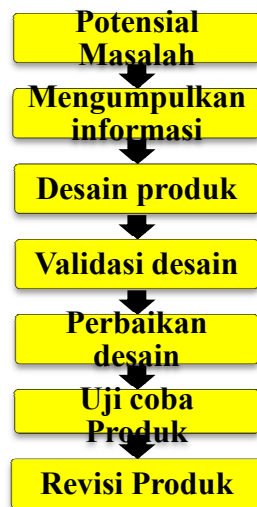 Potensial
Masalah
Mengumpulkan
informasi
Desain produk
Validasi desain
Perbaikan
desain
Uji coba
Produk
Revisi Produk